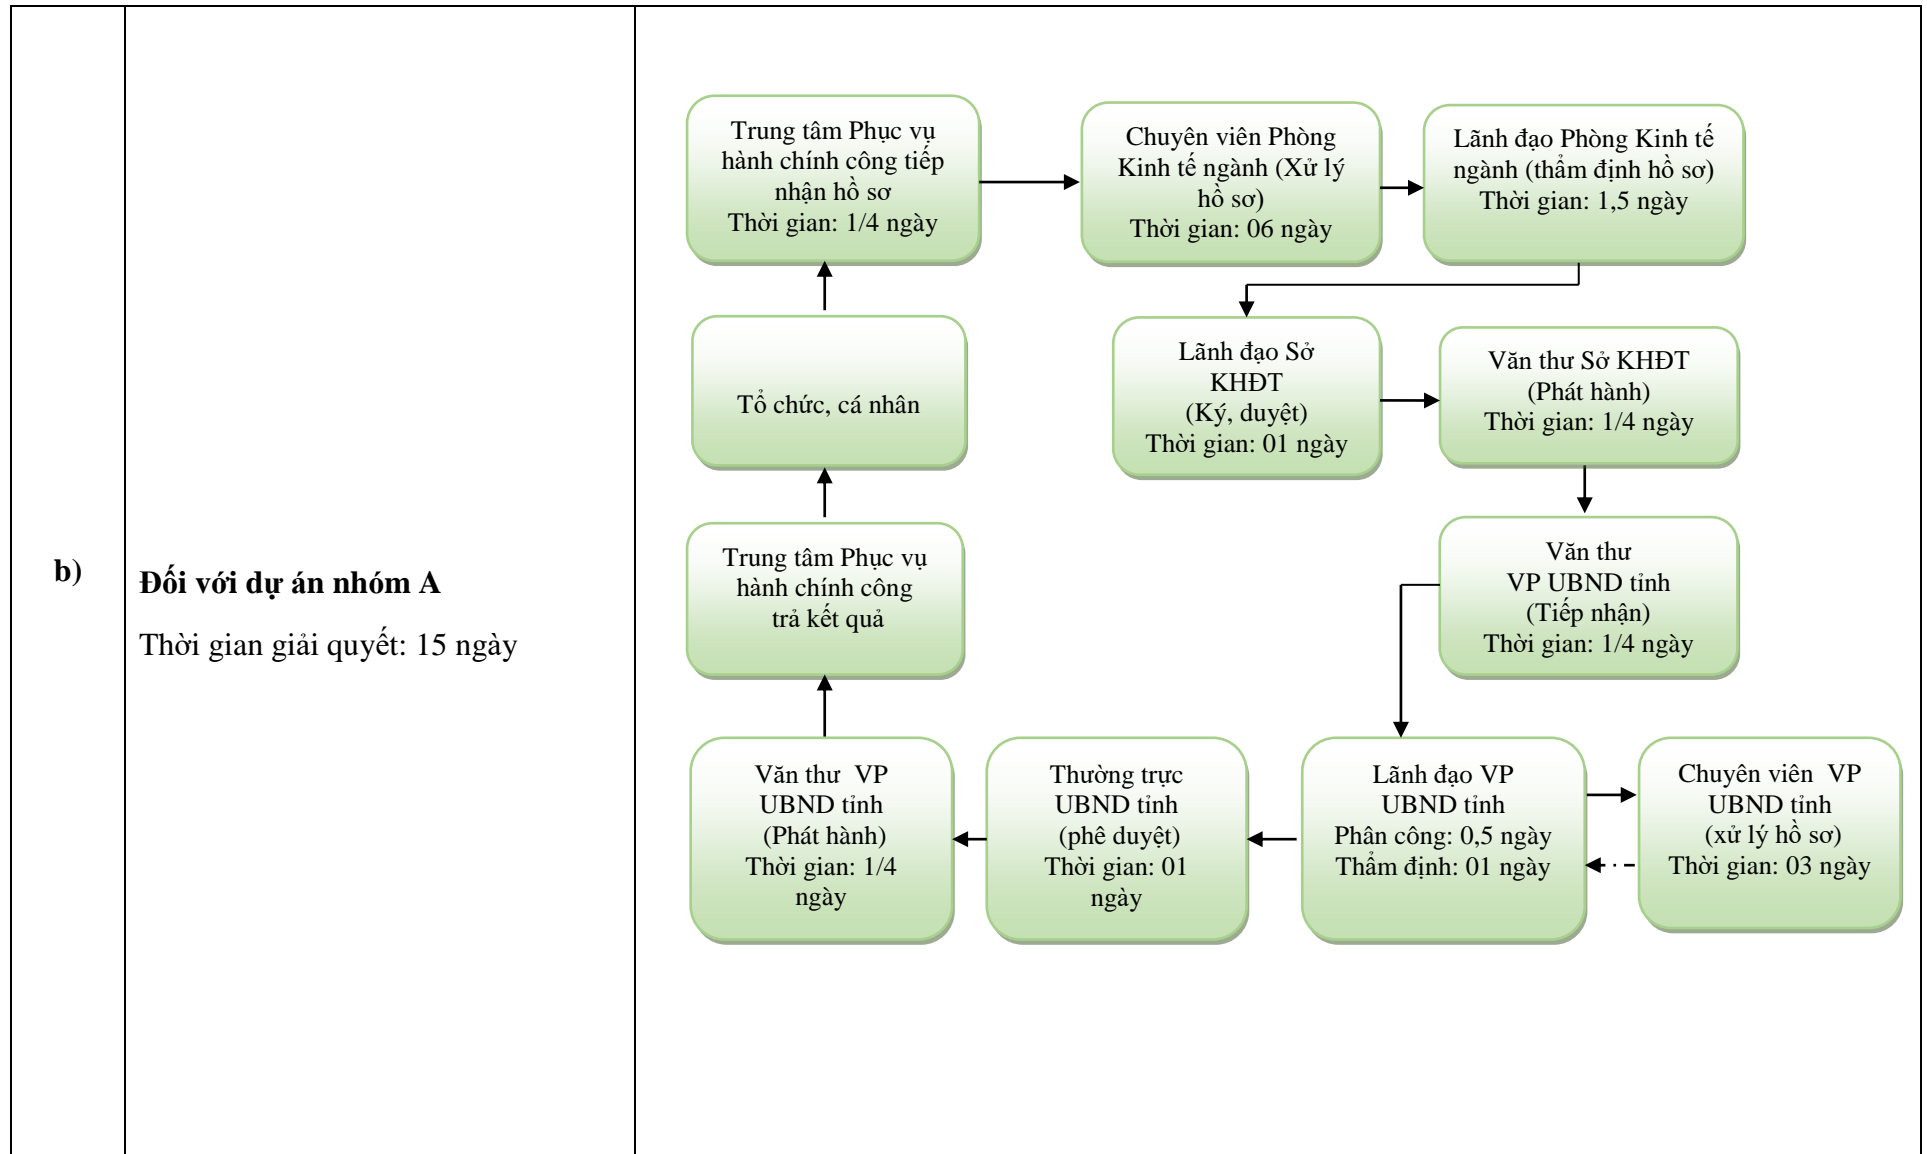 b)
Đối với dự án nhóm A
Thời gian giải quyết: 15 ngày
Trung tâm Phục vụ
hành chính công tiếp
nhận hồ sơ
Thời gian: 1/4 ngày
Chuyên viên Phòng
Kinh tế ngành (Xử lý
hồ sơ)
Thời gian: 06 ngày
Lãnh đạo Phòng Kinh tế
ngành (thẩm định hồ sơ)
Thời gian: 1,5 ngày
Tổ chức, cá nhân
Lãnh đạo Sở
KHĐT
(Ký, duyệt)
Thời gian: 01 ngày
Văn thư Sở KHĐT
(Phát hành)
Thời gian: 1/4 ngày
Trung tâm Phục vụ
hành chính công
trả kết quả
Văn thư
VP UBND tỉnh
(Tiếp nhận)
Thời gian: 1/4 ngày
Văn thư  VP
UBND tỉnh
(Phát hành)
Thời gian: 1/4
ngày
Thường trực
UBND tỉnh
(phê duyệt)
Thời gian: 01
ngày
Lãnh đạo VP
UBND tỉnh
Phân công: 0,5 ngày
Thẩm định: 01 ngày
Chuyên viên  VP
UBND tỉnh
(xử lý hồ sơ)
Thời gian: 03 ngày